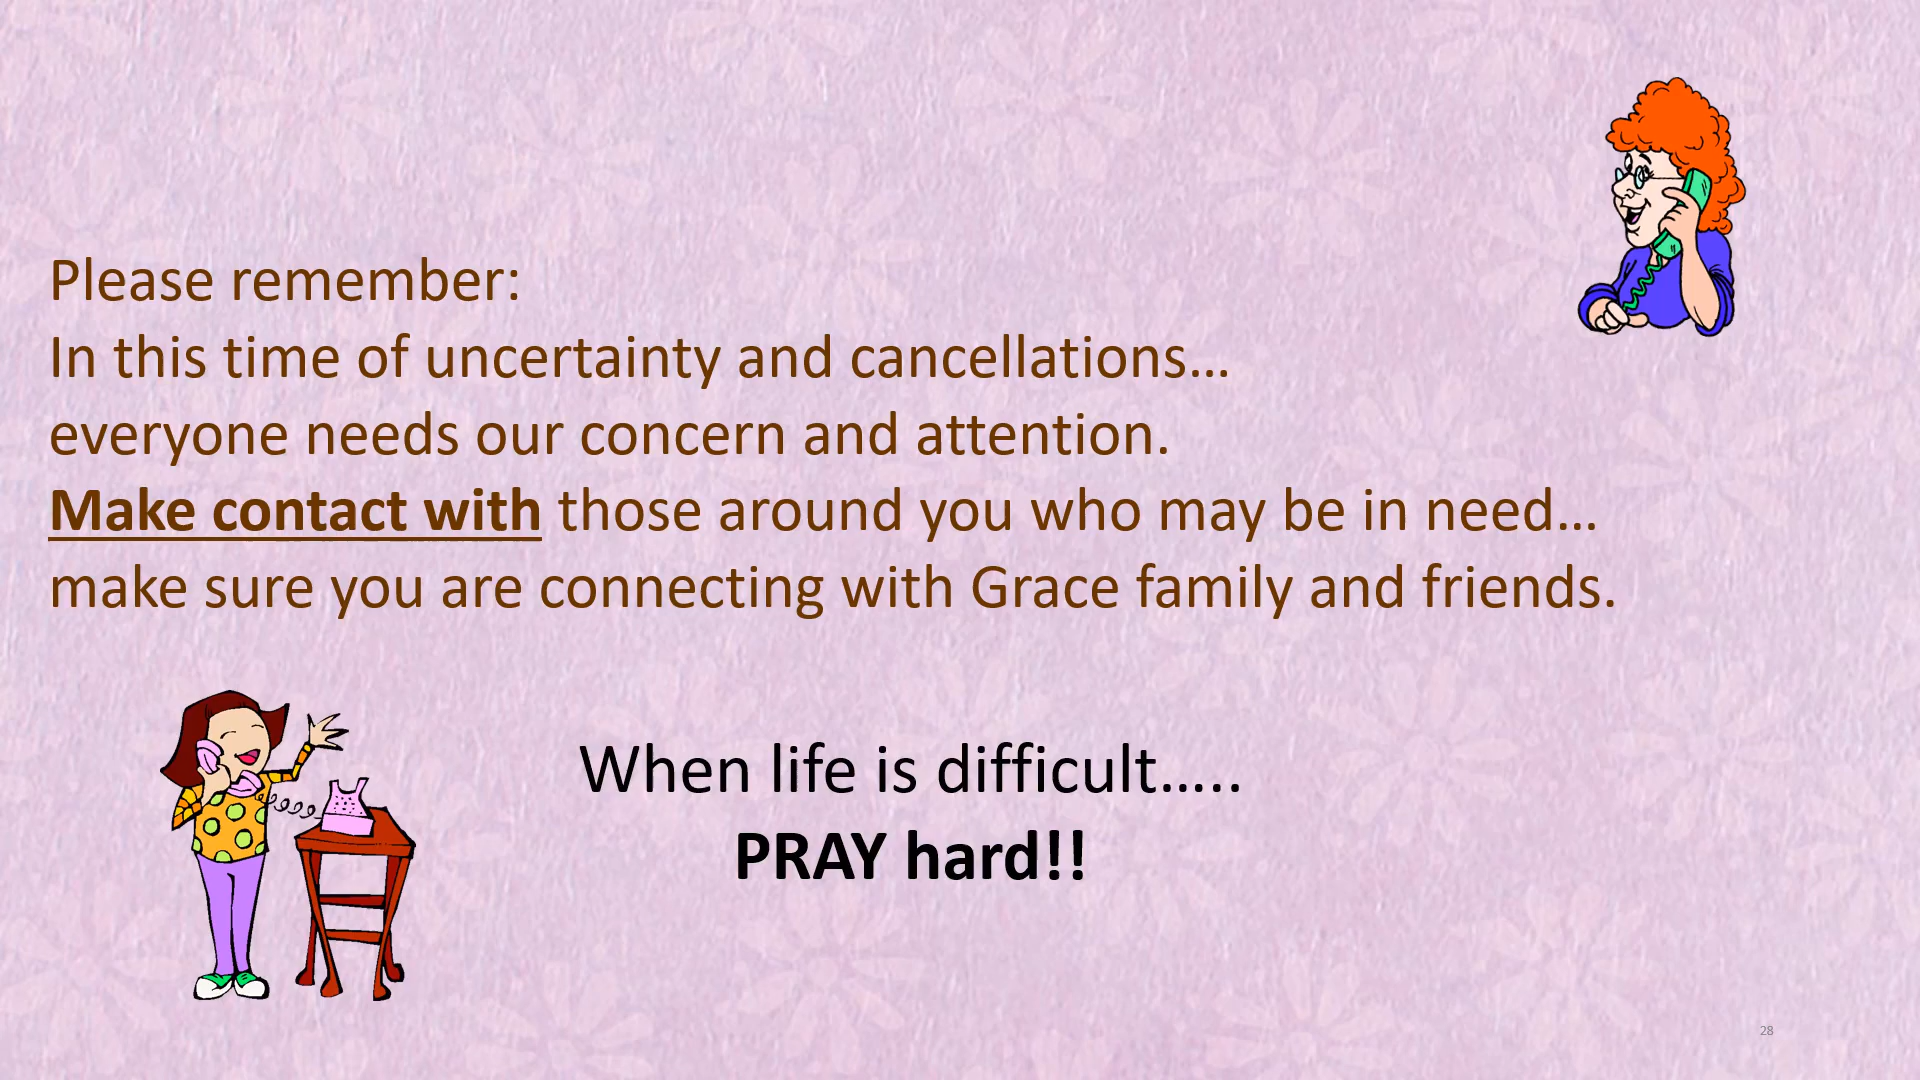 Please remember:
In this time of uncertainty and cancellations…
everyone needs our concern and attention.
Make contact with those around you who may be in need…
make sure you are connecting with Grace family and friends.
When life is difficult…..
PRAY hard!!
28